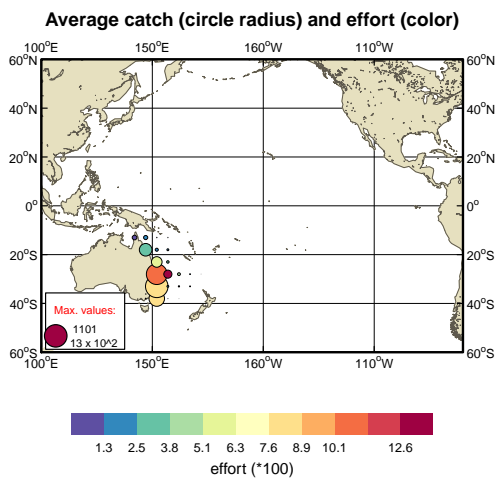 Average catch (circle radius) and effort (color)
100°E 150°E 160°W 110°W
60°N 60°N
40°N 40°N
20°N 20°N
0° 0°
20°S 20°S
40°S 40°S
Max. values:
1101
13 x 10^2
60°S 60°S
100°E 150°E 160°W 110°W
1.3 2.5 3.8 5.1 6.3 7.6 8.9 10.1 12.6
effort (*100)